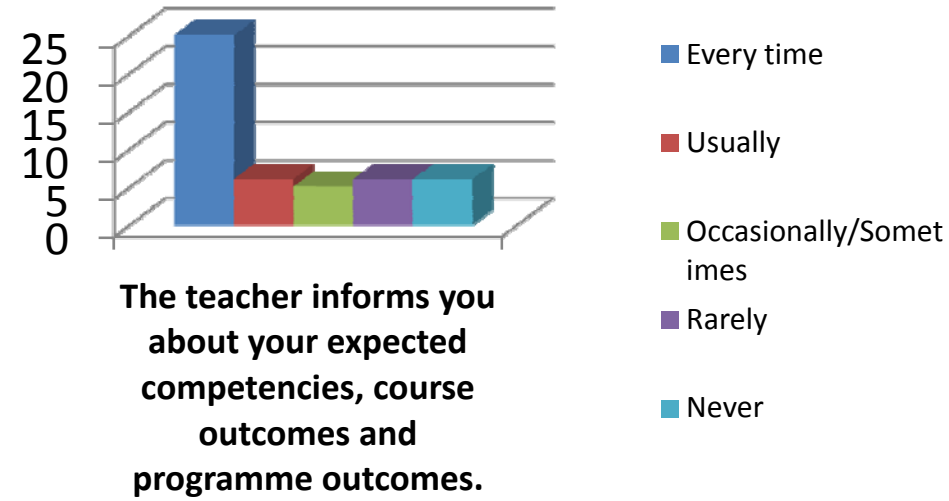 25
20
15
10
5
0
The teacher informs you
about your expected
competencies, course
outcomes and
programme outcomes.
Every time
Usually
Occasionally/Somet
imes
Rarely
Never